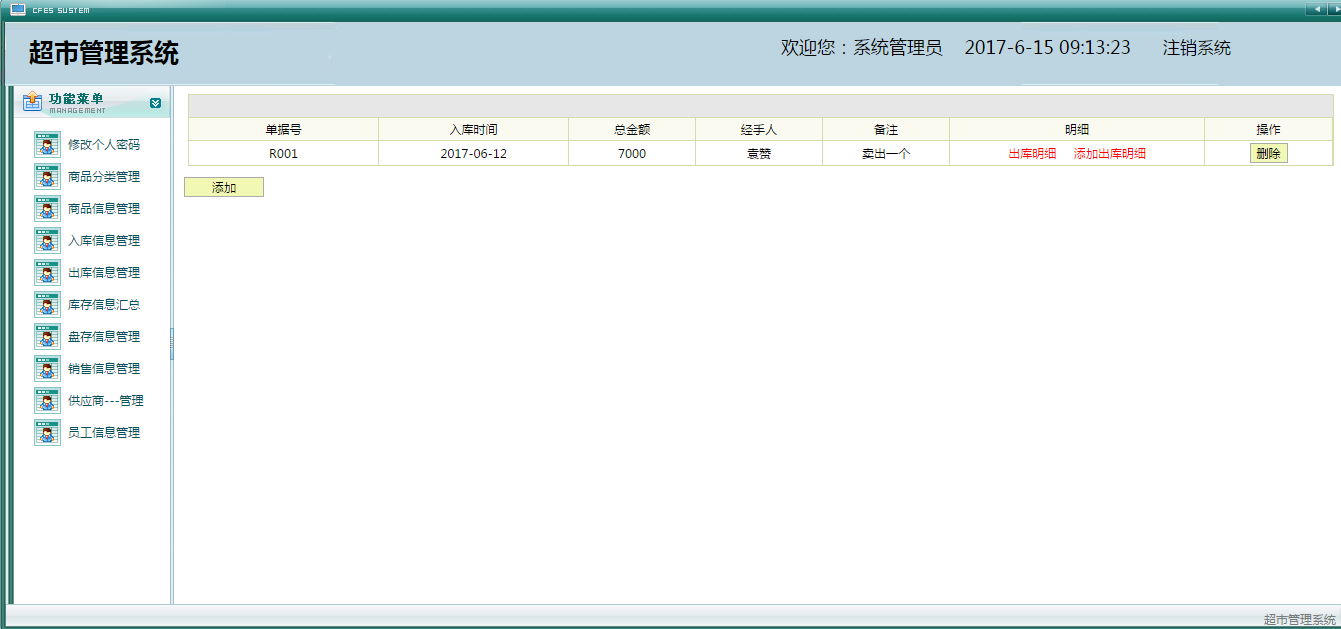 CFES SUSTEM
超市管理系统
欢迎您：系统管理员 2017-6-15 09:13:23 注销系统
功能菜单
MANAGEMENT
修改个人密码
商品分类管理
商品信息管理
入库信息管理
出库信息管理
库存信息汇总
盘存信息管理
销售信息管理
供应商---管理
员工信息管理
单据号 入库时间 总金额 经手人 备注 明细 操作
R001 2017-06-12 7000 袁赞 卖出一个 出库明细 添加出库明细 删除
添加
超市管理系统